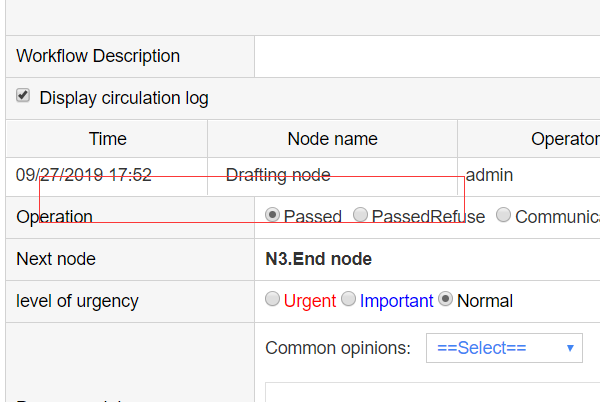 Workflow Description
Display circulation log
Time Node name Operator
09/27/2019 17:52 Drafting node admin
Operation Passed PassedRefuse Communica
Next node N3.End node
level of urgency Urgent Important Normal
Common opinions: ==Select==